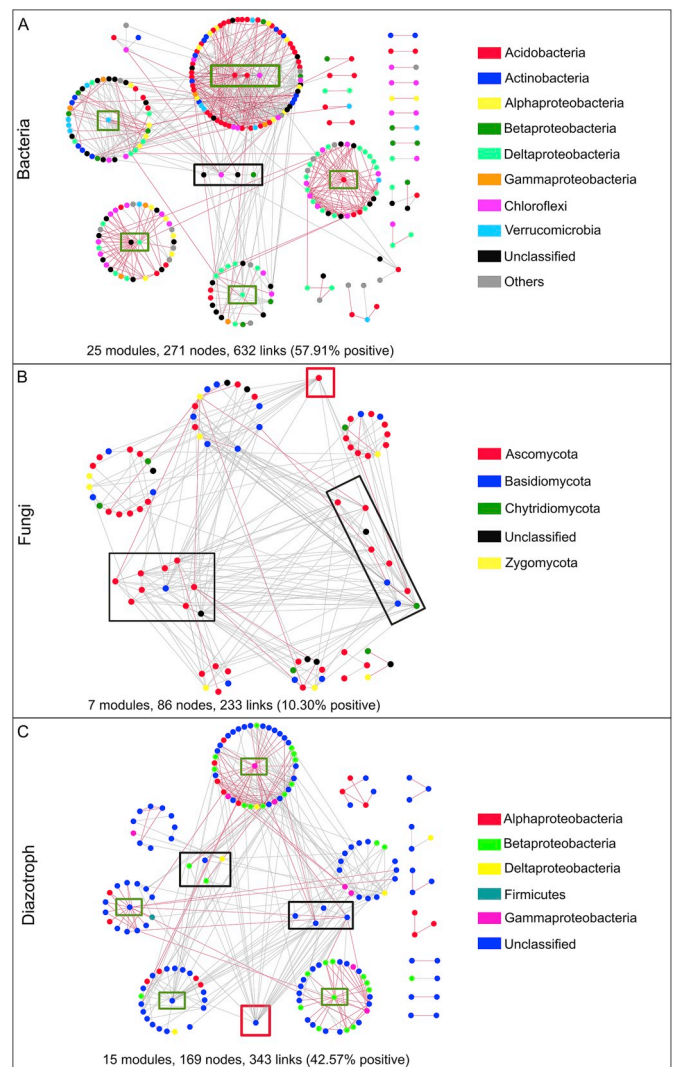 A
Bacteria
Acidobacteria
Actinobacteria
Alphaproteobacteria
Betaproteobacteria
Deltaproteobacteria
Gammaproteobacteria
Chloroflexi
Verrucomicrobia
Unclassified
Others
25 modules, 271 nodes, 632 links (57.91% positive)
B
Fungi
Ascomycota
Basidiomycota
Chytridiomycota
Unclassified
Zygomycota
7 modules, 86 nodes, 233 links (10.30% positive)
C
Diazotroph
Alphaproteobacteria
Betaproteobacteria
Deltaproteobacteria
Firmicutes
Gammaproteobacteria
Unclassified
15 modules, 169 nodes, 343 links (42.57% positive)